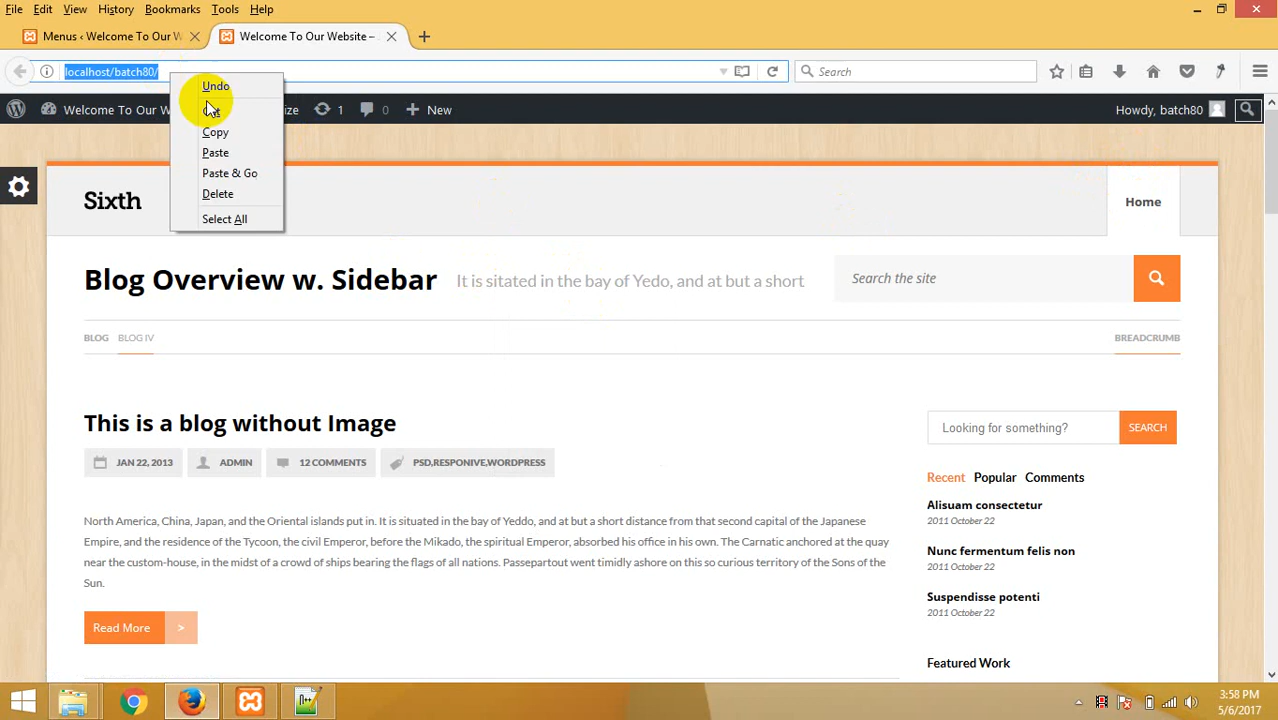 File Edit View History Bookmarks Tools Help
Menus ‹ Welcome To Our W
Welcome To Our Website –
localhost/batch80/
Search
Undo
Copy
Paste
Paste & Go
Delete
Select All
Welcome To Our W
ize
1
0
New
Howdy, batch80
Sixth
Home
Blog Overview w. Sidebar
It is sitated in the bay of Yedo, and at but a short
Search the site
BLOG BLOG IV
BREADCRUMB
This is a blog without Image
JAN 22, 2013
ADMIN
12 COMMENTS
PSD,RESPONIVE,WORDPRESS
North America, China, Japan, and the Oriental islands put in. It is situated in the bay of Yeddo, and at but a short distance from that second capital of the Japanese
Empire, and the residence of the Tycoon, the civil Emperor, before the Mikado, the spiritual Emperor, absorbed his office in his own. The Carnatic anchored at the quay
near the custom-house, in the midst of a crowd of ships bearing the flags of all nations. Passepartout went timidly ashore on this so curious territory of the Sons of the
Sun.
Read More >
Looking for something?
SEARCH
Recent Popular Comments
Alisuam consectetur
2011 October 22
Nunc fermentum felis non
2011 October 22
Suspendisse potenti
2011 October 22
Featured Work
3:58 PM
5/6/2017